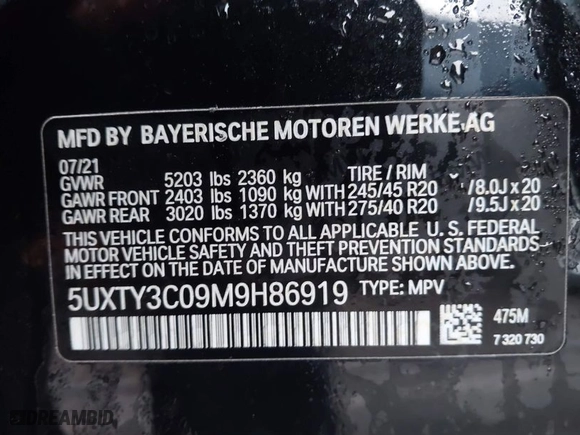 MFD BY BAYERISCHE MOTOREN WERKE AG
07/21
GVWR 5203 lbs 2360 kg TIRE / RIM
GAWR FRONT 2403 lbs 1090 kg WITH 245/45 R20 /8.0J x 20
GAWR REAR 3020 lbs 1370 kg WITH 275/40 R20 /9.5J x 20
THIS VEHICLE CONFORMS TO ALL APPLICABLE U. S. FEDERAL
MOTOR VEHICLE SAFETY AND THEFT PREVENTION STANDARDS
IN EFFECT ON THE DATE OF MANUFACTURE SHOWN ABOVE.
5UXTY3C09M9H86919 TYPE: MPV
475M
7 320 730
DREAMBID